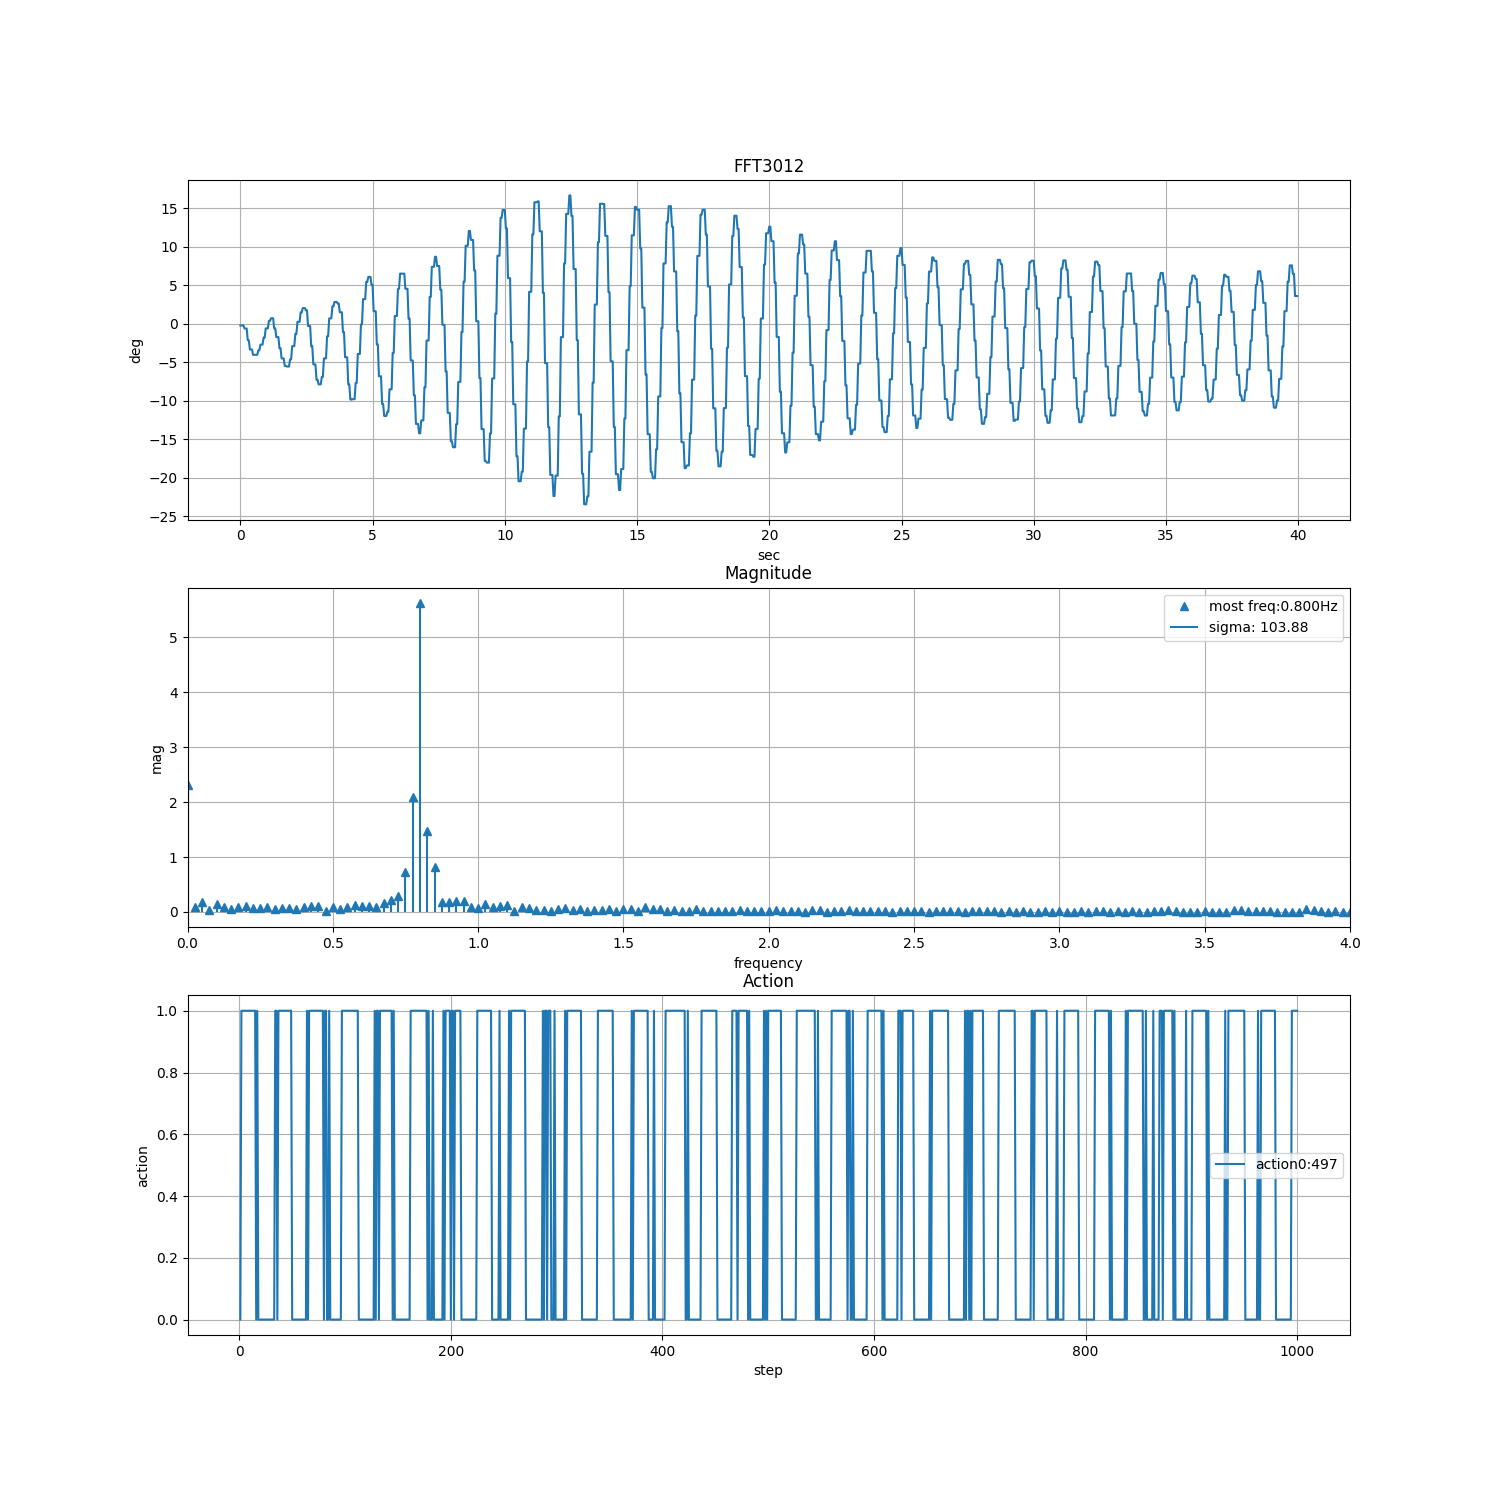 FFT3012
15
10
5
0
−5
−10
−15
−20
−25
deg
0 5 10 15 20 25 30 35 40
sec
Magnitude
most freq:0.800Hz
sigma: 103.88
5
4
3
2
1
0
mag
0.0 0.5 1.0 1.5 2.0 2.5 3.0 3.5 4.0
frequency
Action
1.0
0.8
0.6
0.4
0.2
0.0
action
action0:497
0 200 400 600 800 1000
step